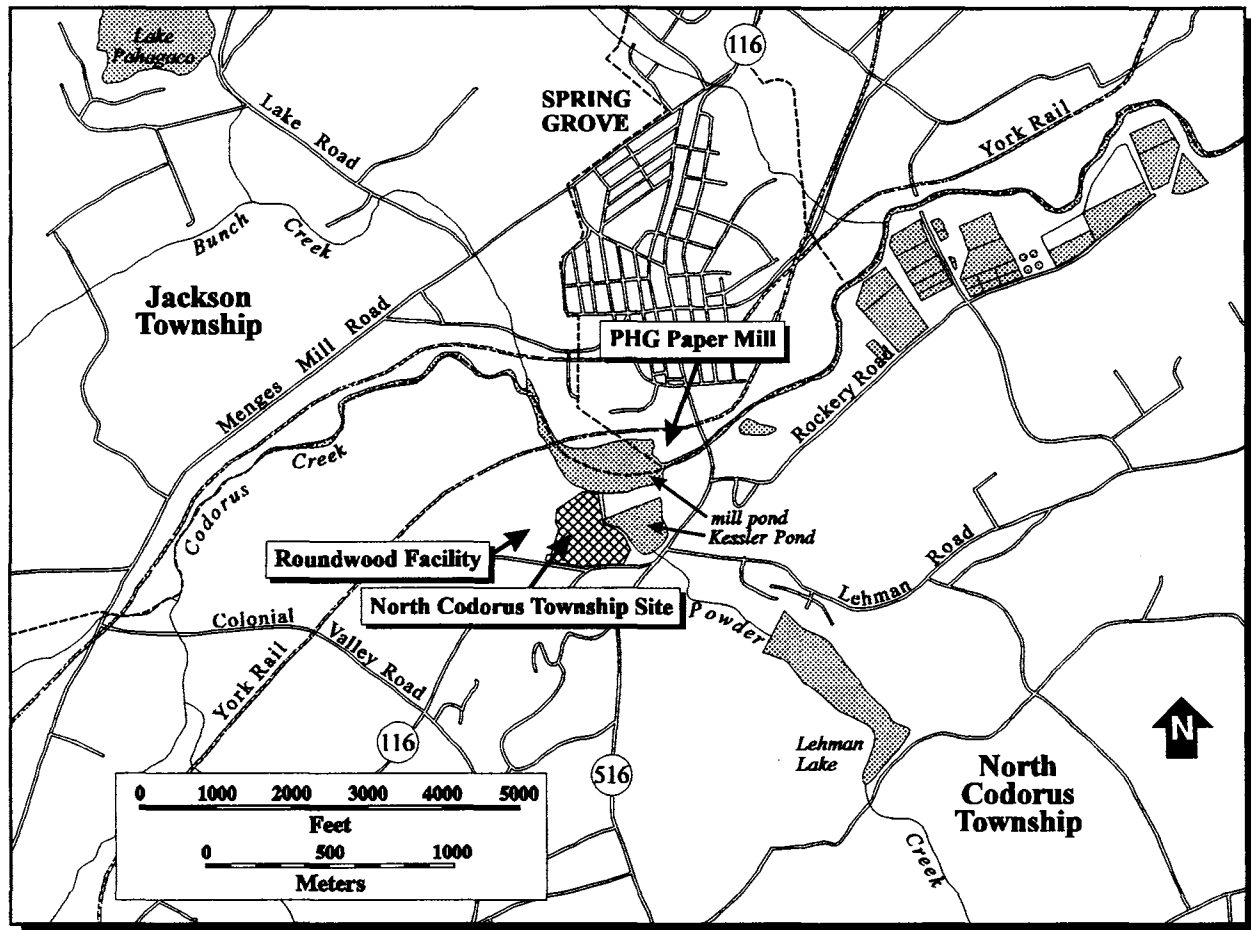 Lake
Pahagaco
116
SPRING
GROVE
York Rail
Lake Road
Bunch
Creek
Jackson
Township
Menges Mill Road
PHG Paper Mill
Rockery Road
Creek
Codorus
mill pond
Kessler Pond
Roundwood Facility
North Codorus Township Site
Lehman Road
Powder
Colonial
Valley Road
York Rail
116
516
Lehman
Lake
North
Codorus
Township
Creek
N
0 1000 2000 3000 4000 5000
Feet
0 500 1000
Meters